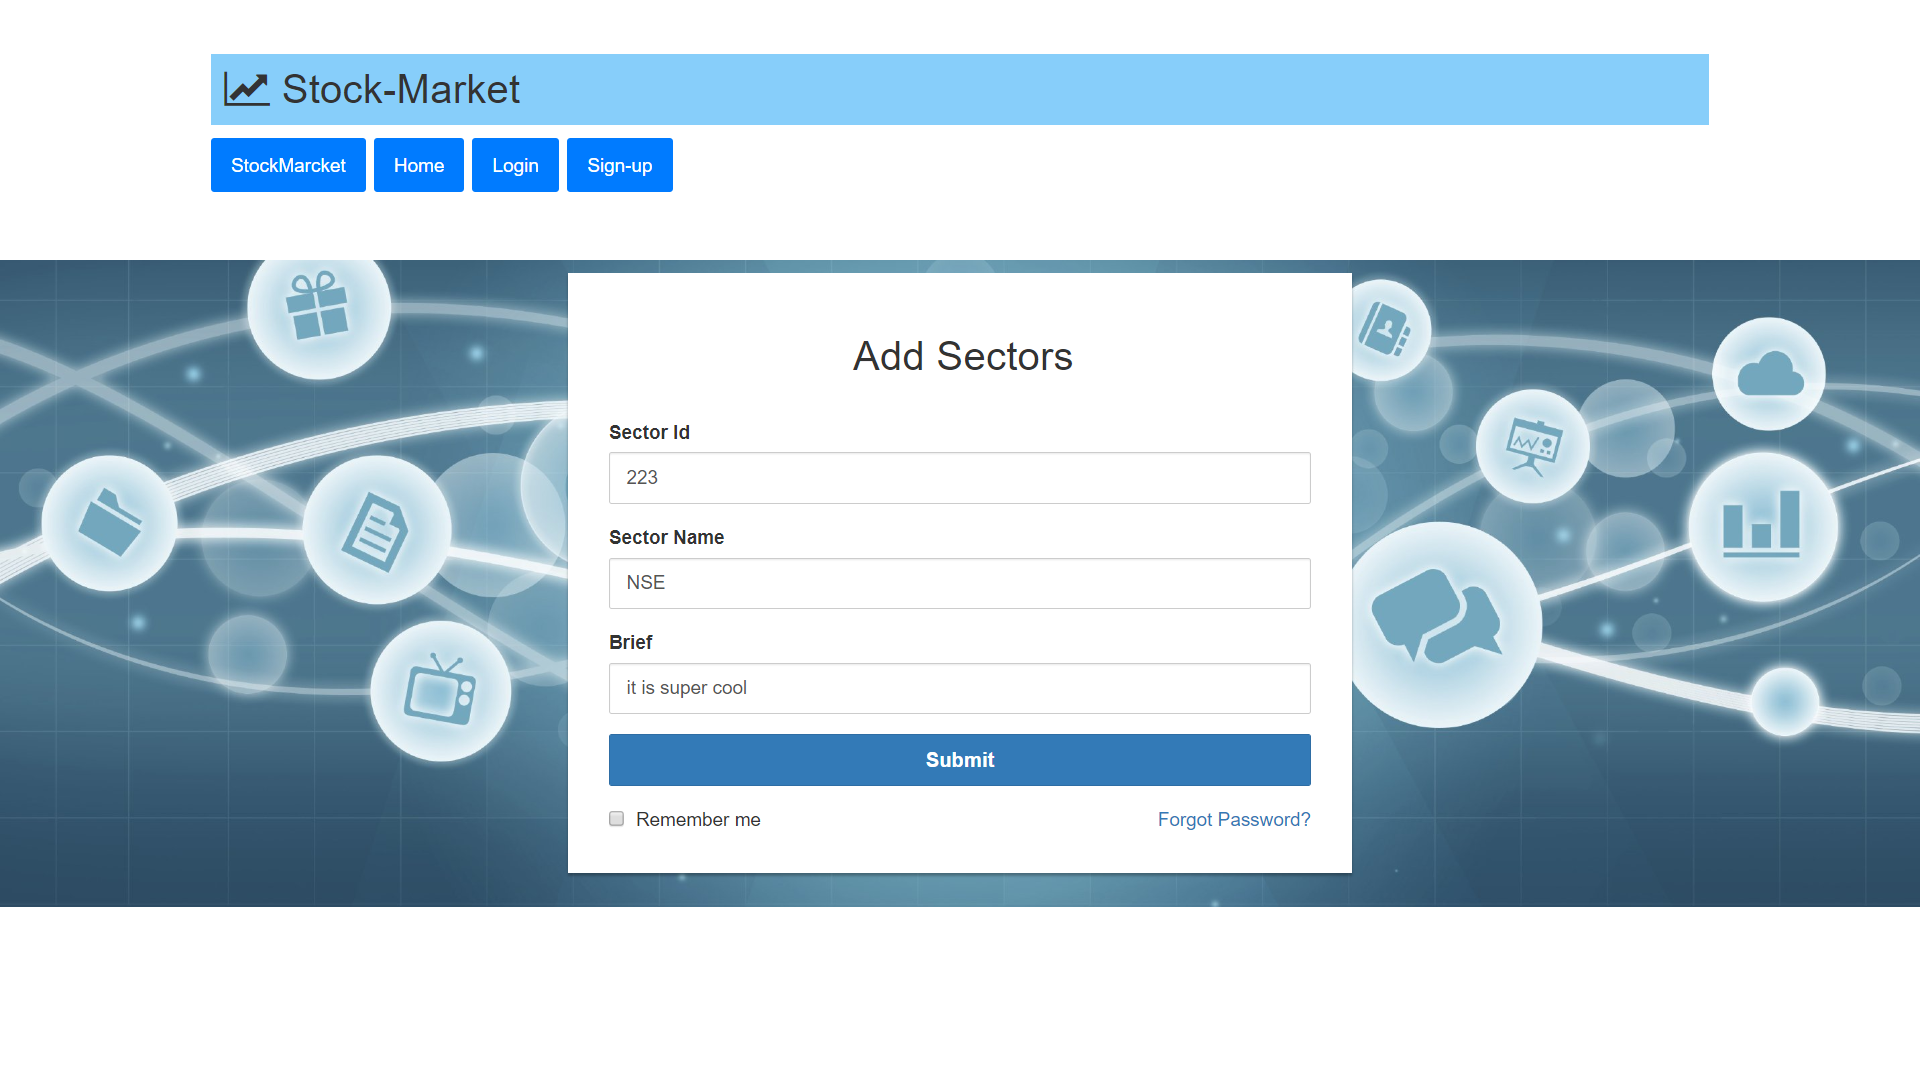 Stock-Market
StockMarcket Home Login Sign-up
Add Sectors
Sector Id
223
Sector Name
NSE
Brief
it is super cool
Submit
Remember me Forgot Password?